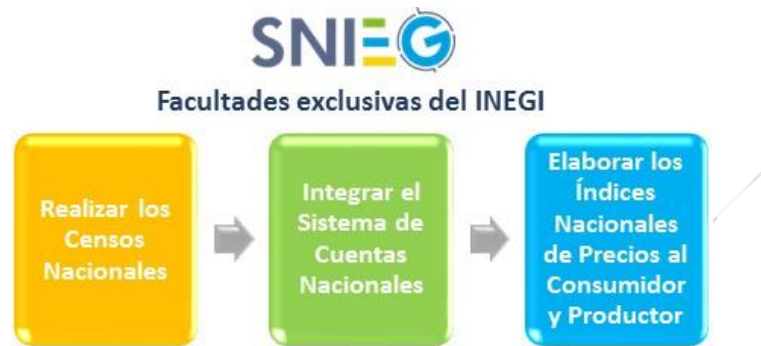 SNIEG
Facultades exclusivas del INEGI
Realizar los
Censos
Nacionales
Integrar el
Sistema de
Cuentas
Nacionales
Elaborar los
Índices
Nacionales
de Precios al
Consumidor
y Productor